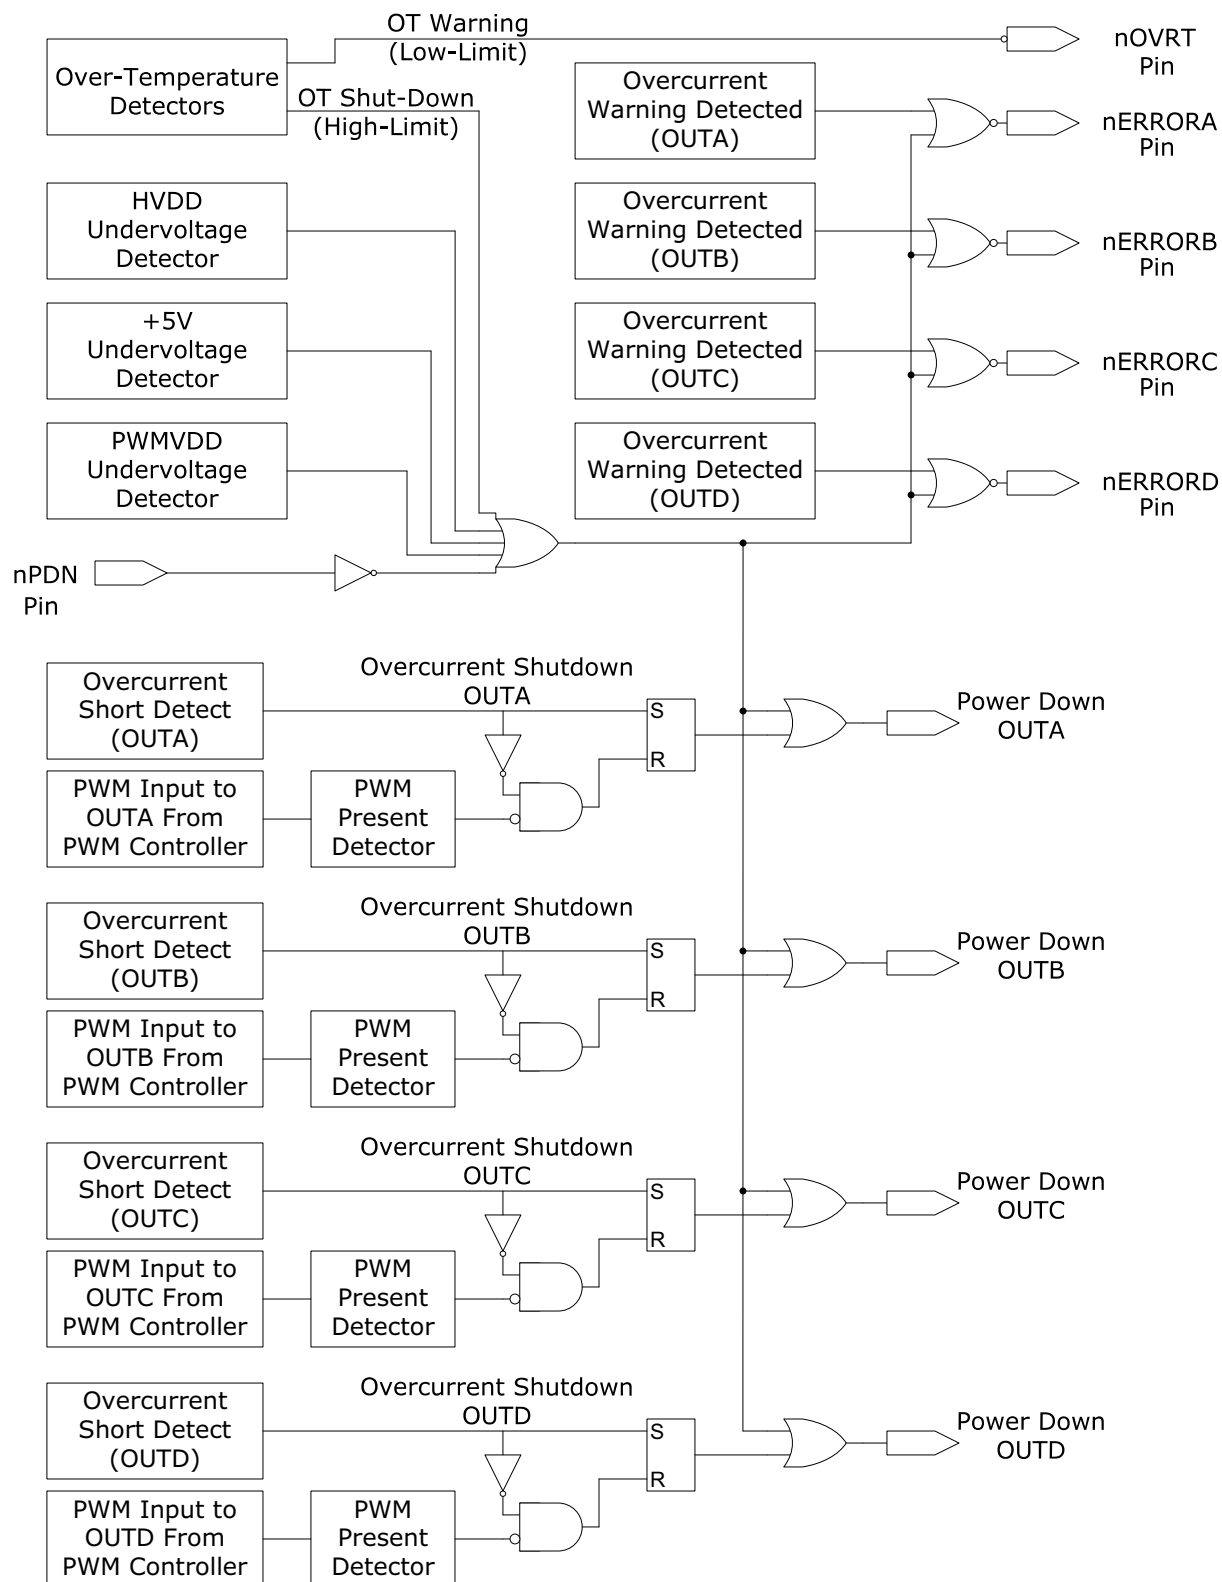 OT Warning
(Low-Limit)
nOVRT
Pin
Over-Temperature
Detectors
OT Shut-Down
(High-Limit)
Overcurrent
Warning Detected
(OUTA)
nERRORA
Pin
HVDD
Undervoltage
Detector
Overcurrent
Warning Detected
(OUTB)
nERRORB
Pin
+5V
Undervoltage
Detector
Overcurrent
Warning Detected
(OUTC)
nERRORC
Pin
PWMVDD
Undervoltage
Detector
Overcurrent
Warning Detected
(OUTD)
nERRORD
Pin
nPDN
Pin
Overcurrent
Short Detect
(OUTA)
Overcurrent Shutdown
OUTA
S
R
Power Down
OUTA
PWM Input to
OUTA From
PWM Controller
PWM
Present
Detector
Overcurrent
Short Detect
(OUTB)
Overcurrent Shutdown
OUTB
S
R
Power Down
OUTB
PWM Input to
OUTB From
PWM Controller
PWM
Present
Detector
Overcurrent
Short Detect
(OUTC)
Overcurrent Shutdown
OUTC
S
R
Power Down
OUTC
PWM Input to
OUTC From
PWM Controller
PWM
Present
Detector
Overcurrent
Short Detect
(OUTD)
Overcurrent Shutdown
OUTD
S
R
Power Down
OUTD
PWM Input to
OUTD From
PWM Controller
PWM
Present
Detector